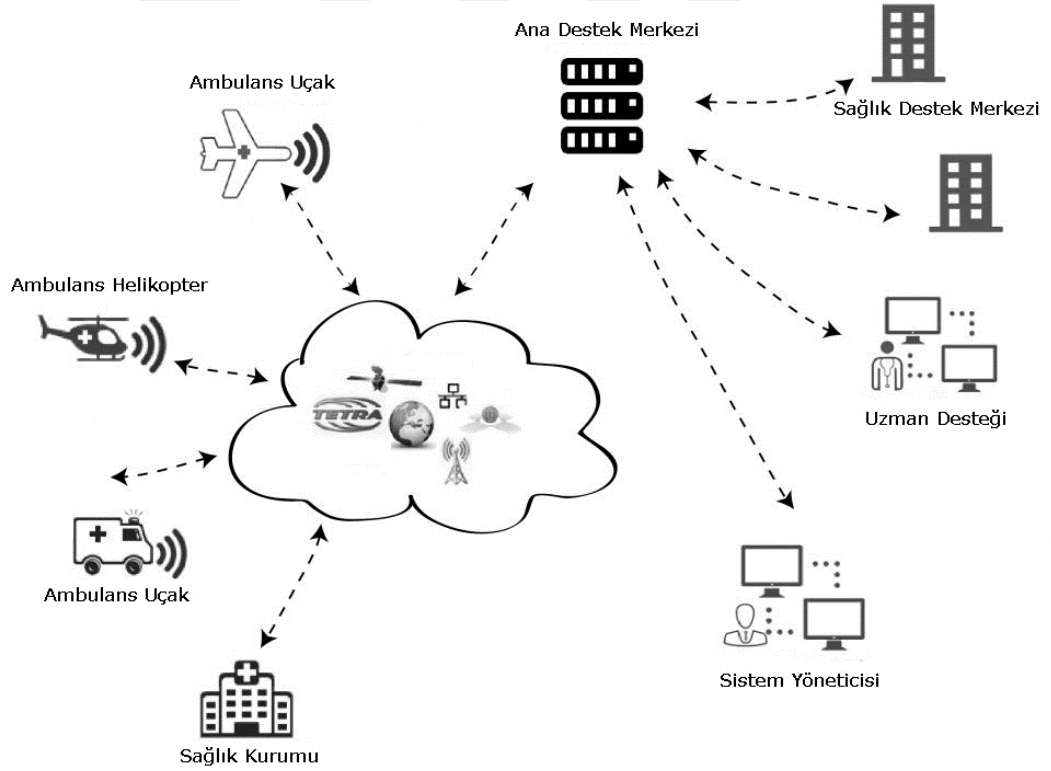 Ana Destek Merkezi
Ambulans Uçak
Sağlık Destek Merkezi
Ambulans Helikopter
TETRA
Uzman Desteği
Ambulans Uçak
Sistem Yöneticisi
Sağlık Kurumu